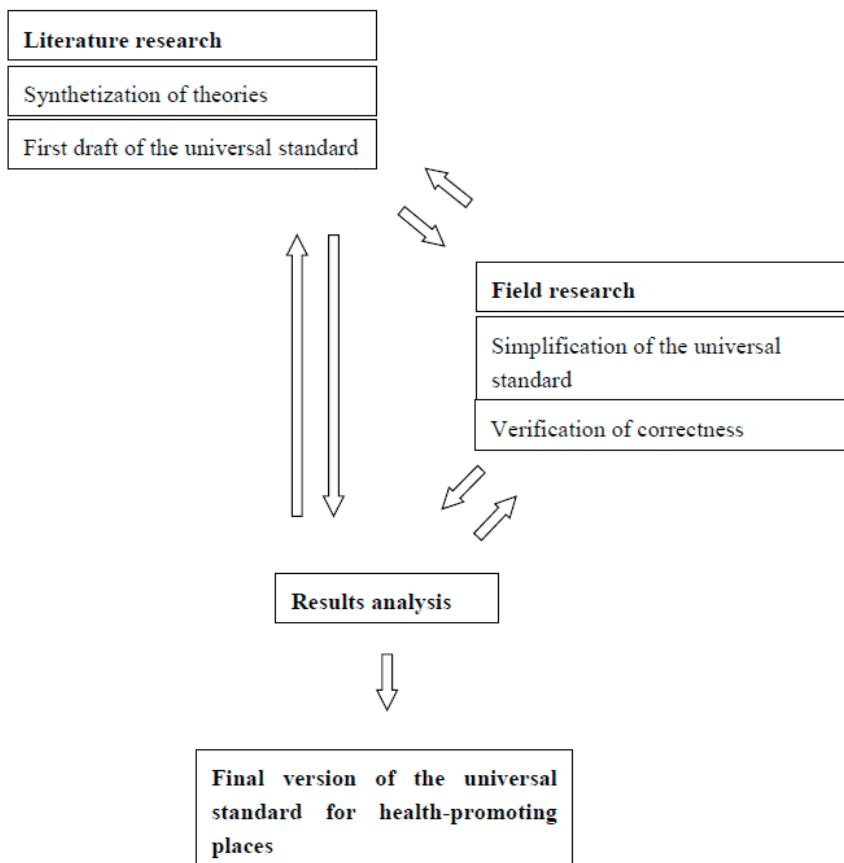 Literature research
Synthetization of theories
First draft of the universal standard
Field research
Simplification of the universal
standard
Verification of correctness
Results analysis
Final version of the universal
standard for health-promoting
places